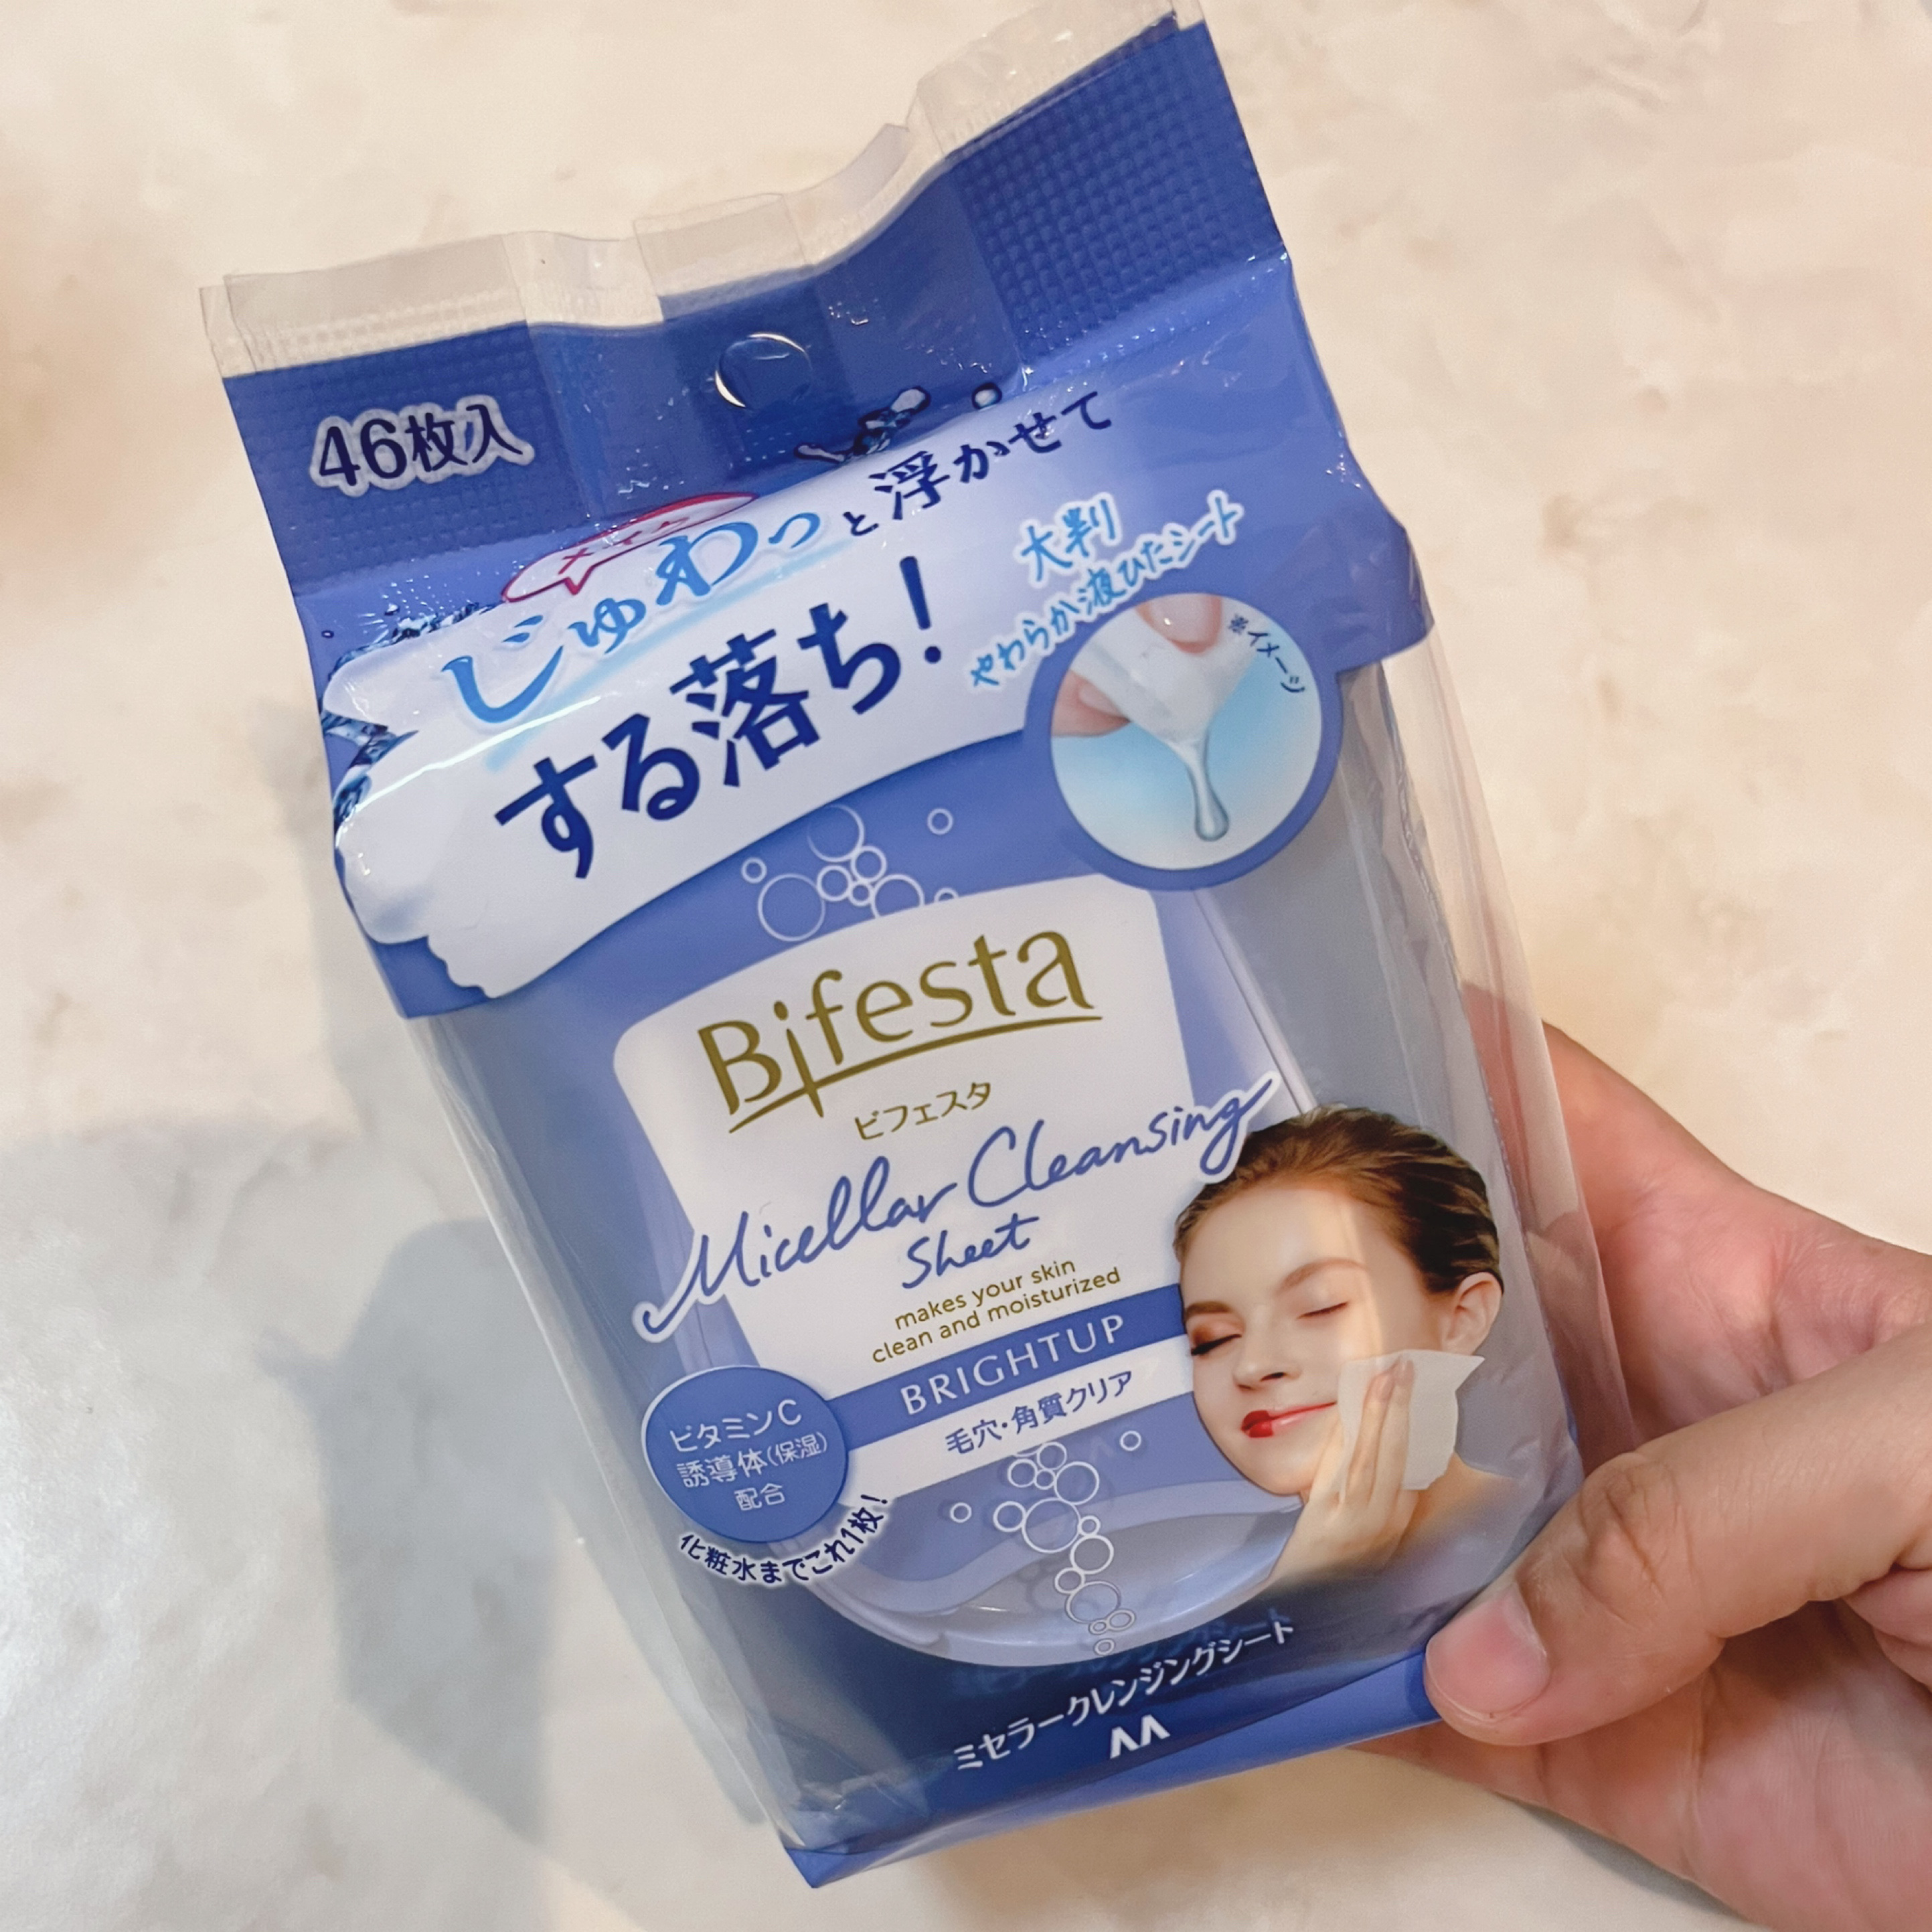 46枚入
メイク
じゅわっと浮かせて
する落ち!
大判
やわらか液ひたシート
※イメージ
Bifesta
ビフェスタ
Micellar Cleansing
Sheet
makes your skin
clean and moisturized
BRIGHTUP
毛穴・角質クリア
ビタミンC
誘導体(保湿)
配合
化粧水までこれ1枚!
ミセラークレンジングシート